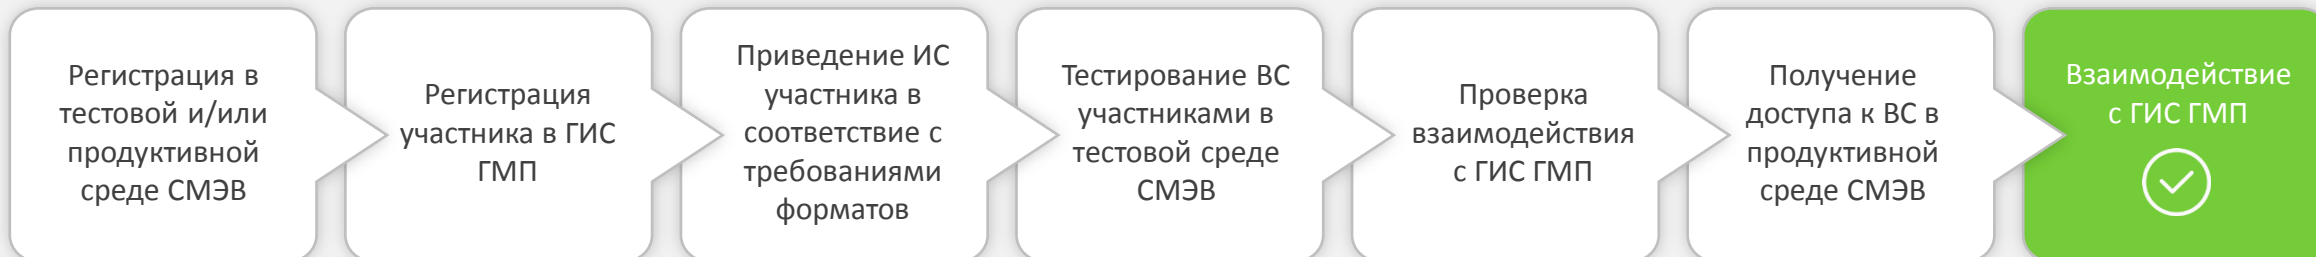 Регистрация в
тестовой и/или
продуктивной
среде СМЭВ
Регистрация
участника в ГИС
ГМП
Приведение ИС
участника в
соответствие с
требованиями
форматов
Тестирование ВС
участниками в
тестовой среде
СМЭВ
Проверка
взаимодействия
с ГИС ГМП
Получение
доступа к ВС в
продуктивной
среде СМЭВ
Взаимодействие
с ГИС ГМП